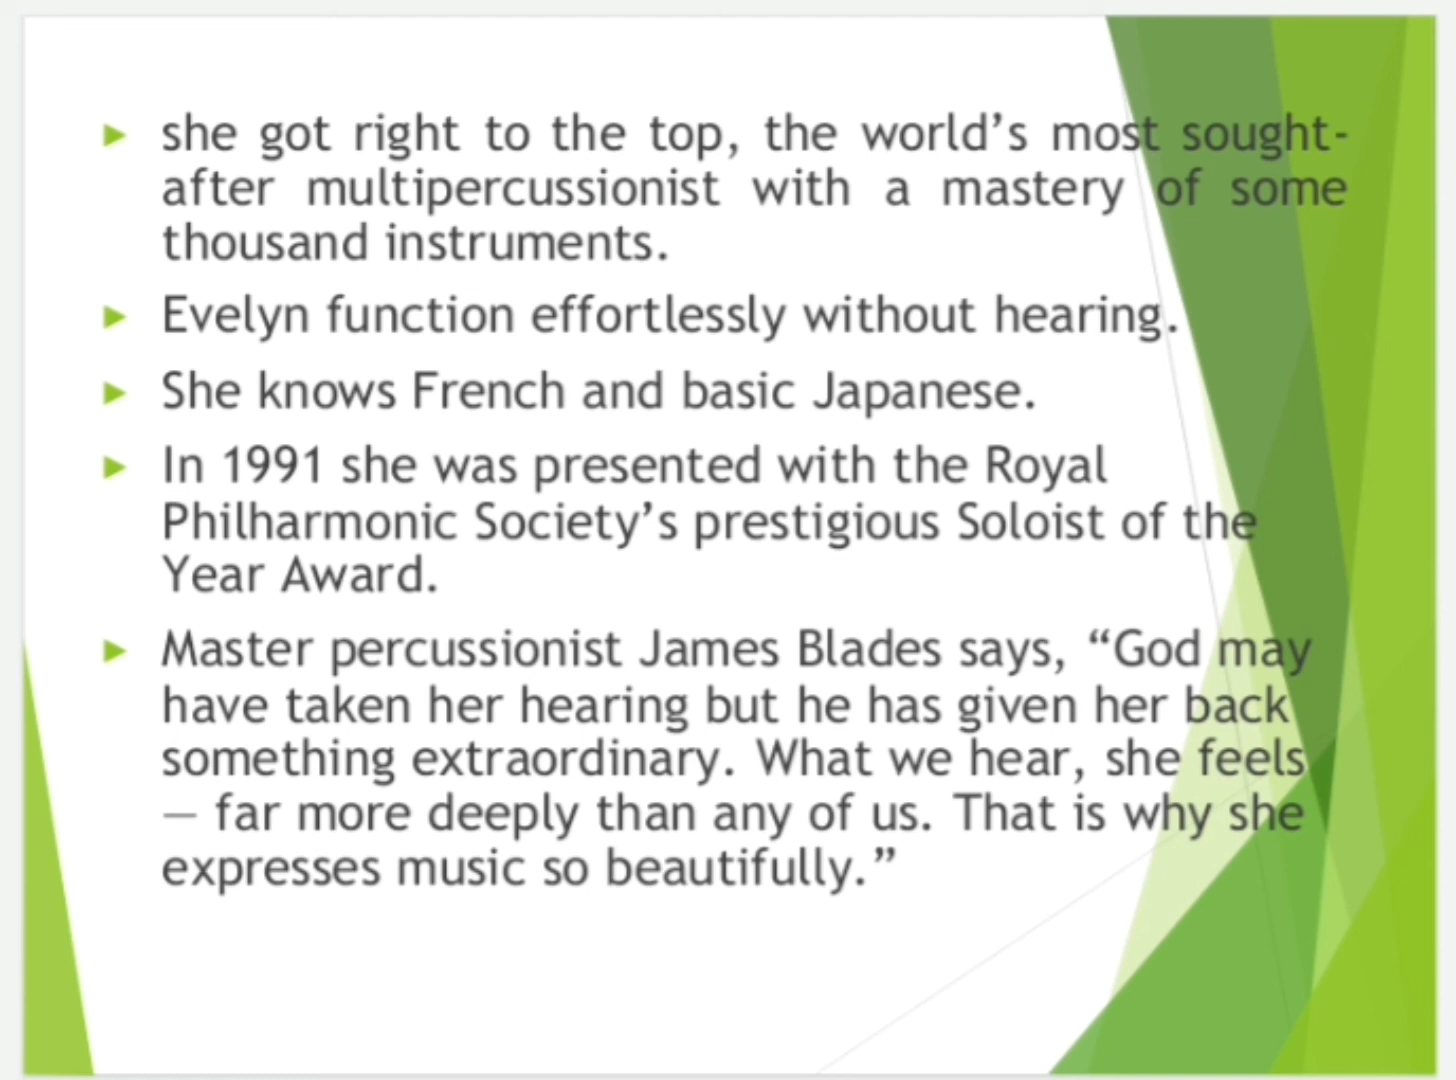 she got right to the top, the world’s most sought-
after multipercussionist with a mastery of some
thousand instruments.
Evelyn function effortlessly without hearing.
She knows French and basic Japanese.
In 1991 she was presented with the Royal
Philharmonic Society’s prestigious Soloist of the
Year Award.
Master percussionist James Blades says, “God may
have taken her hearing but he has given her back
something extraordinary. What we hear, she feels
— far more deeply than any of us. That is why she
expresses music so beautifully.”